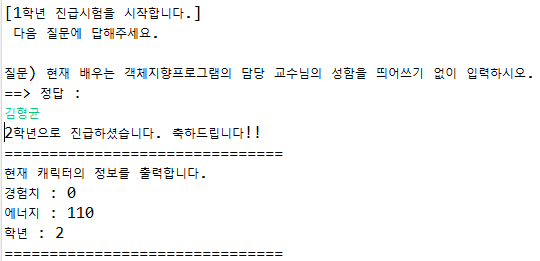 [1학년 진급시험을 시작합니다.]
다음 질문에 답해주세요.
질문) 현재 배우는 객체지향프로그램의 담당 교수님의 성함을 띄어쓰기 없이 입력하시오.
==> 정답 :
김형균
2학년으로 진급하셨습니다. 축하드립니다!!
===============================
현재 캐릭터의 정보를 출력합니다.
경험치 : 0
에너지 : 110
학년 : 2
===============================